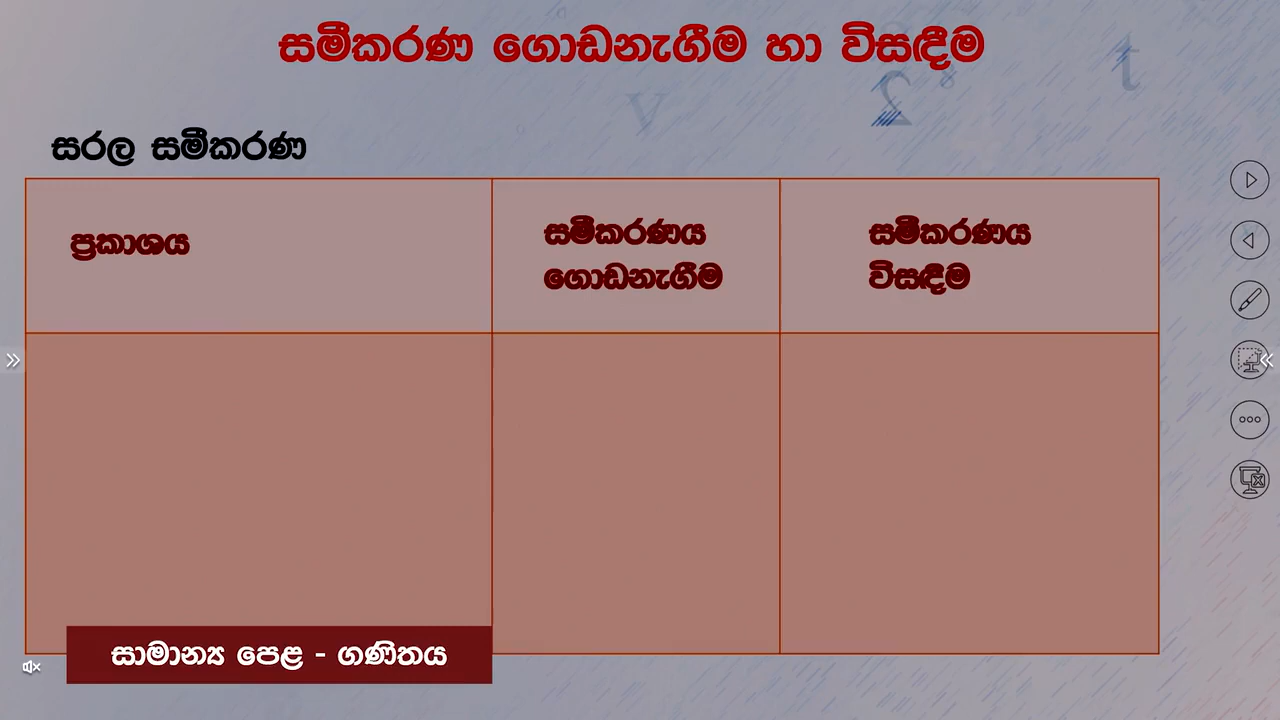 සමීකරණ ගොඩනැගීම හා විසඳීම
සරල සමීකරණ
ප්‍රකාශය
සමීකරණය
ගොඩනැගීම
සමීකරණය
විසඳීම
සාමාන්‍ය පෙළ - ගණිතය